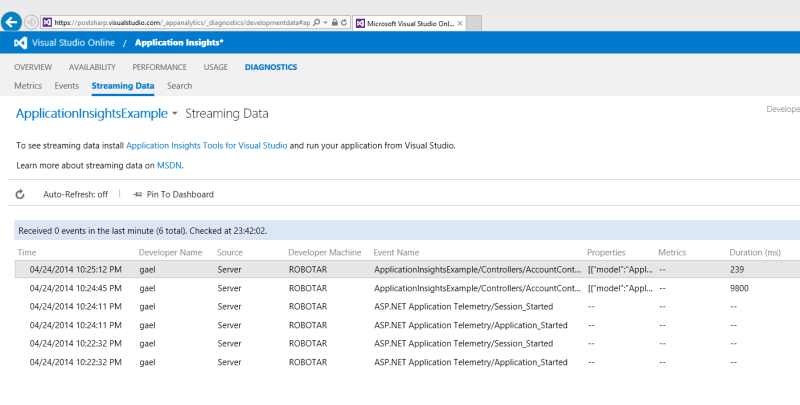 https://postsharp.visualstudio.com/_appanalytics/_diagnostics/developmentdata#ap Microsoft Visual Studio Onl...
Visual Studio Online / Application Insights*
OVERVIEW AVAILABILITY PERFORMANCE USAGE DIAGNOSTICS
Metrics Events Streaming Data Search
ApplicationInsightsExample Streaming Data Develope
To see streaming data install Application Insights Tools for Visual Studio and run your application from Visual Studio.
Learn more about streaming data on MSDN.
Auto-Refresh: off Pin To Dashboard
Received 0 events in the last minute (6 total). Checked at 23:42:02.
Time Developer Name Source Developer Machine Event Name Properties Metrics Duration (ms)
04/24/2014 10:25:12 PM gael Server ROBOTAR ApplicationInsightsExample/Controllers/AccountCont... [{"model":"Appl... -- 239
04/24/2014 10:24:45 PM gael Server ROBOTAR ApplicationInsightsExample/Controllers/AccountCont... [{"model":"Appl... -- 9800
04/24/2014 10:24:11 PM gael Server ROBOTAR ASP.NET Application Telemetry/Session_Started -- -- --
04/24/2014 10:24:11 PM gael Server ROBOTAR ASP.NET Application Telemetry/Application_Started -- -- --
04/24/2014 10:22:32 PM gael Server ROBOTAR ASP.NET Application Telemetry/Session_Started -- -- --
04/24/2014 10:22:32 PM gael Server ROBOTAR ASP.NET Application Telemetry/Application_Started -- -- --